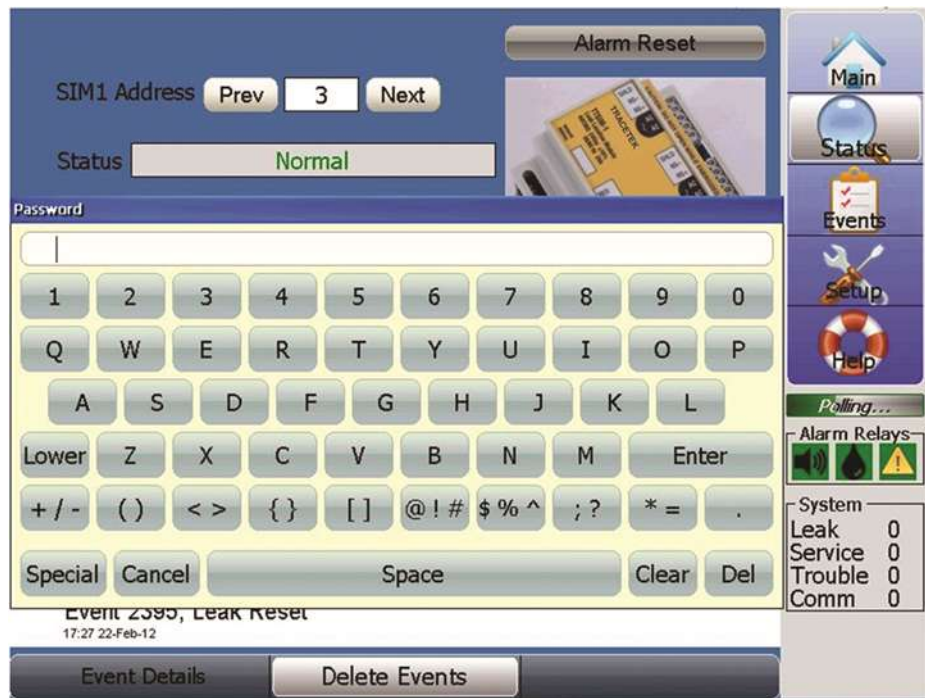 Alarm Reset
SIM1 Address Prev 3 Next
Status Normal
TRACETEK
Password
1 2 3 4 5 6 7 8 9 0
Q W E R T Y U I O P
A S D F G H J K L
Lower Z X C V B N M Enter
+ / - ( ) < > { } [ ] @ ! # $ % ^ ; ? * = .
Special Cancel Space Clear Del
Event 2395, Leak Reset
17:27 22-Feb-12
Event Details Delete Events
Main
Status
Events
Setup
Help
Polling...
Alarm Relays
System
Leak 0
Service 0
Trouble 0
Comm 0